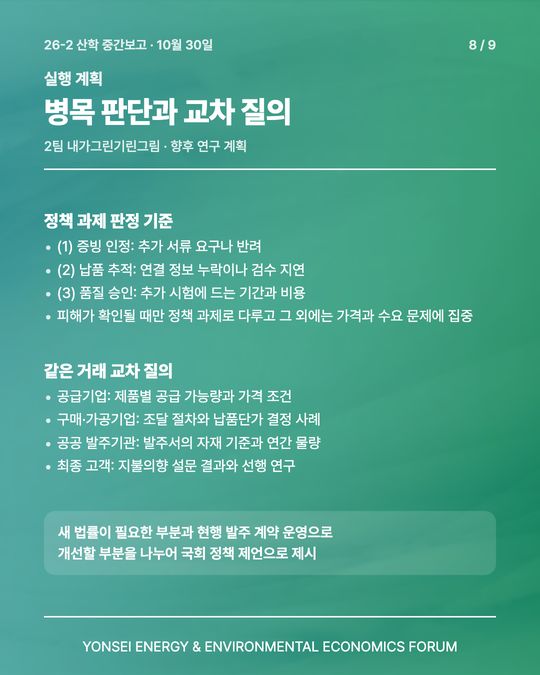 26-2 산학 중간보고 · 10월 30일
8 / 9
실행 계획
병목 판단과 교차 질의
2팀 내가그린기린그림 · 향후 연구 계획
정책 과제 판정 기준
• (1) 증빙 인정: 추가 서류 요구나 반려
• (2) 납품 추적: 연결 정보 누락이나 검수 지연
• (3) 품질 승인: 추가 시험에 드는 기간과 비용
• 피해가 확인될 때만 정책 과제로 다루고 그 외에는 가격과 수요 문제에 집중
같은 거래 교차 질의
• 공급기업: 제품별 공급 가능량과 가격 조건
• 구매·가공기업: 조달 절차와 납품단가 결정 사례
• 공공 발주기관: 발주서의 자재 기준과 연간 물량
• 최종 고객: 지불의향 설문 결과와 선행 연구
새 법률이 필요한 부분과 현행 발주 계약 운영으로
개선할 부분을 나누어 국회 정책 제언으로 제시
YONSEI ENERGY & ENVIRONMENTAL ECONOMICS FORUM